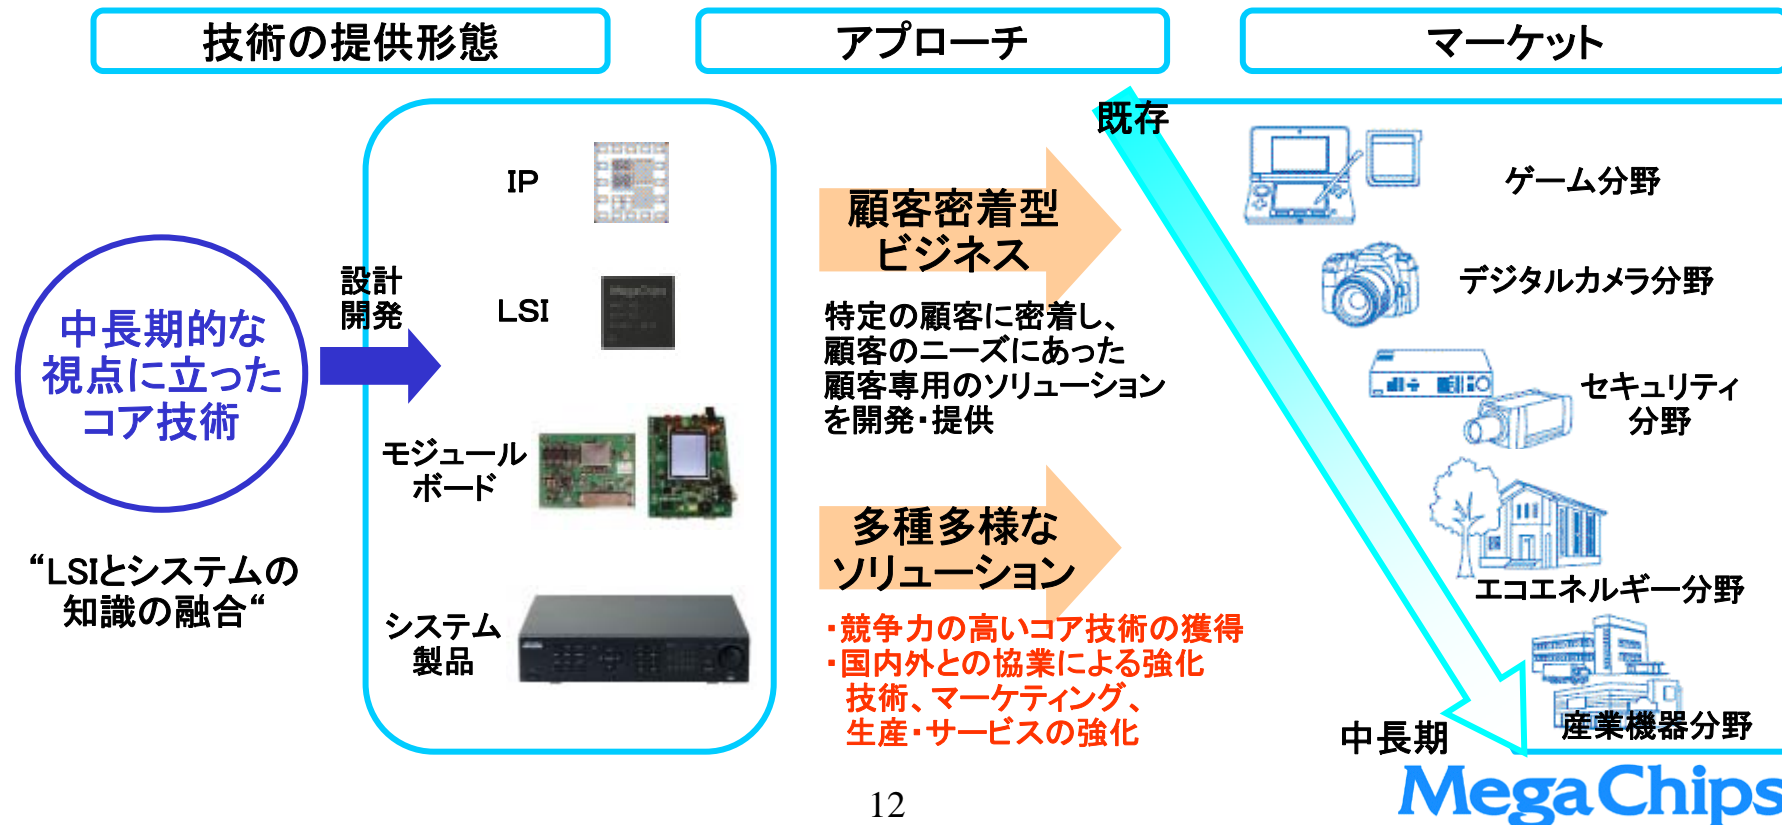 技術の提供形態
アプローチ
マーケット
中長期的な
視点に立った
コア技術
“LSIとシステムの
知識の融合“
設計
開発
IP
LSI
MegaChips
モジュール
ボード
システム
製品
顧客密着型
ビジネス
特定の顧客に密着し、
顧客のニーズにあった
顧客専用のソリューション
を開発・提供
多種多様な
ソリューション
・競争力の高いコア技術の獲得
・国内外との協業による強化
技術、マーケティング、
生産・サービスの強化
既存
ゲーム分野
デジタルカメラ分野
セキュリティ
分野
エコエネルギー分野
産業機器分野
中長期
12
MegaChips